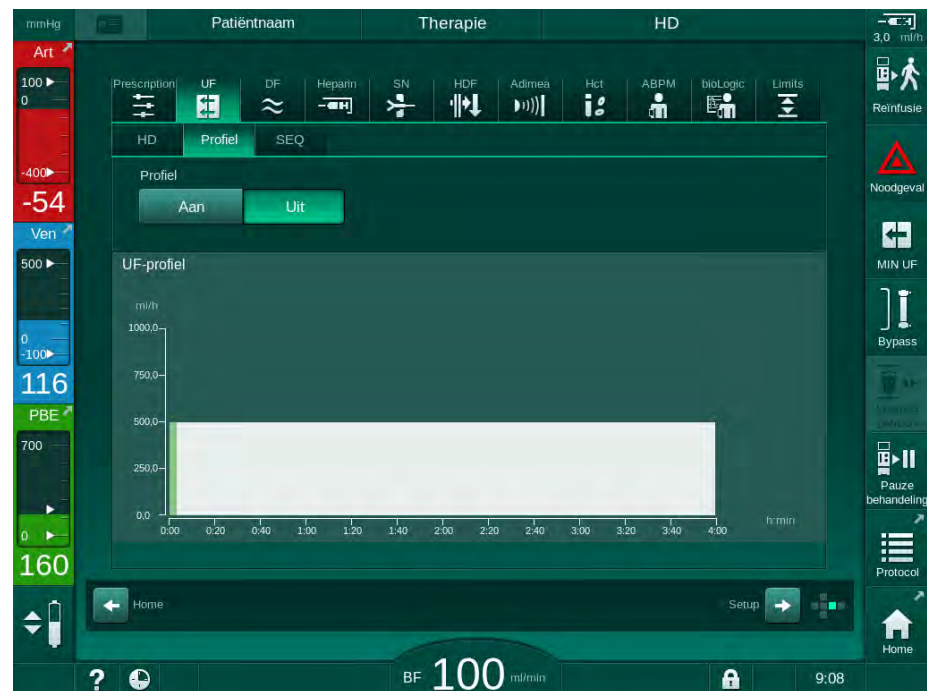 mmHg
Patiëntnaam
Therapie
HD
3,0 ml/h
Art
100
0
-400
-54
Ven
500
0
-100
116
PBE
700
0
160
Prescription
UF
DF
Heparin
SN
HDF
Adimea
Hct
ABPM
bioLogic
Limits
HD
Profiel
SEQ
Profiel
Aan
Uit
UF-profiel
ml/h
1000,0
750,0
500,0
250,0
0,0
0:00 0:20 0:40 1:00 1:20 1:40 2:00 2:20 2:40 3:00 3:20 3:40 4:00
h:min
Home
Setup
Reïnfusie
Noodgeval
MIN UF
Bypass
Pauze
behandeling
Protocol
Home
?
BF 100 ml/min
9:08